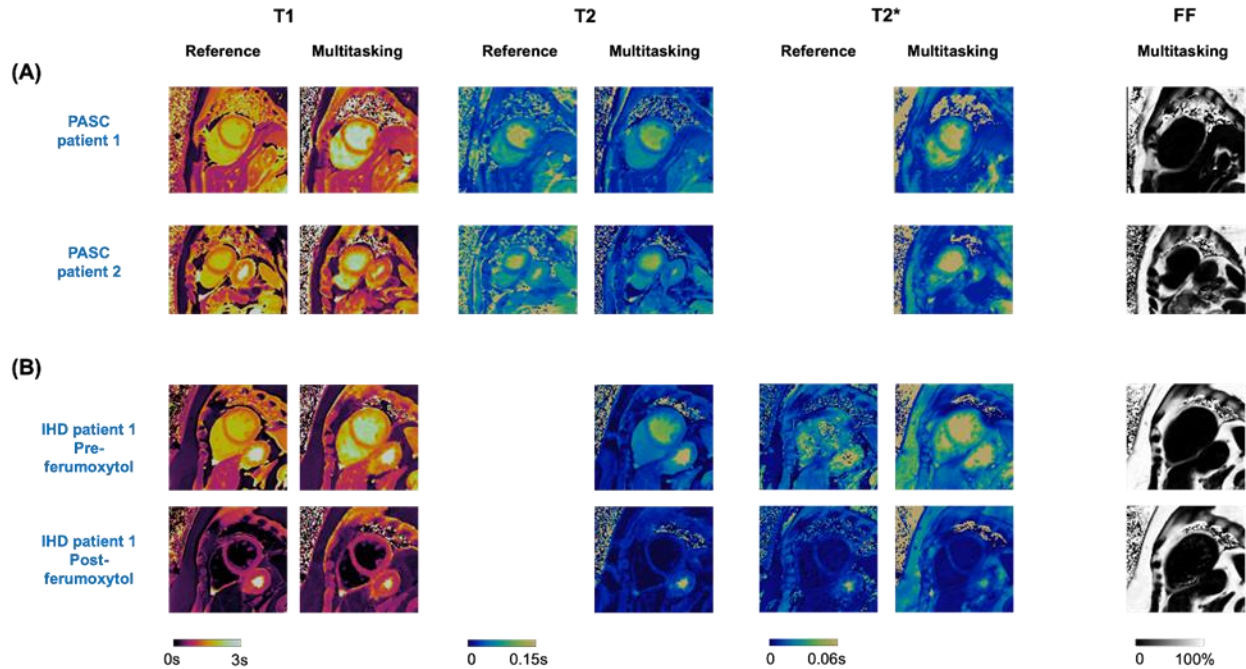 T1 T2 T2* FF
Reference Multitasking Reference Multitasking Reference Multitasking Multitasking
(A)
PASC
patient 1
PASC
patient 2
(B)
IHD patient 1
Pre-
ferumoxytol
IHD patient 1
Post-
ferumoxytol
0s 3s 0 0.15s 0 0.06s 0 100%